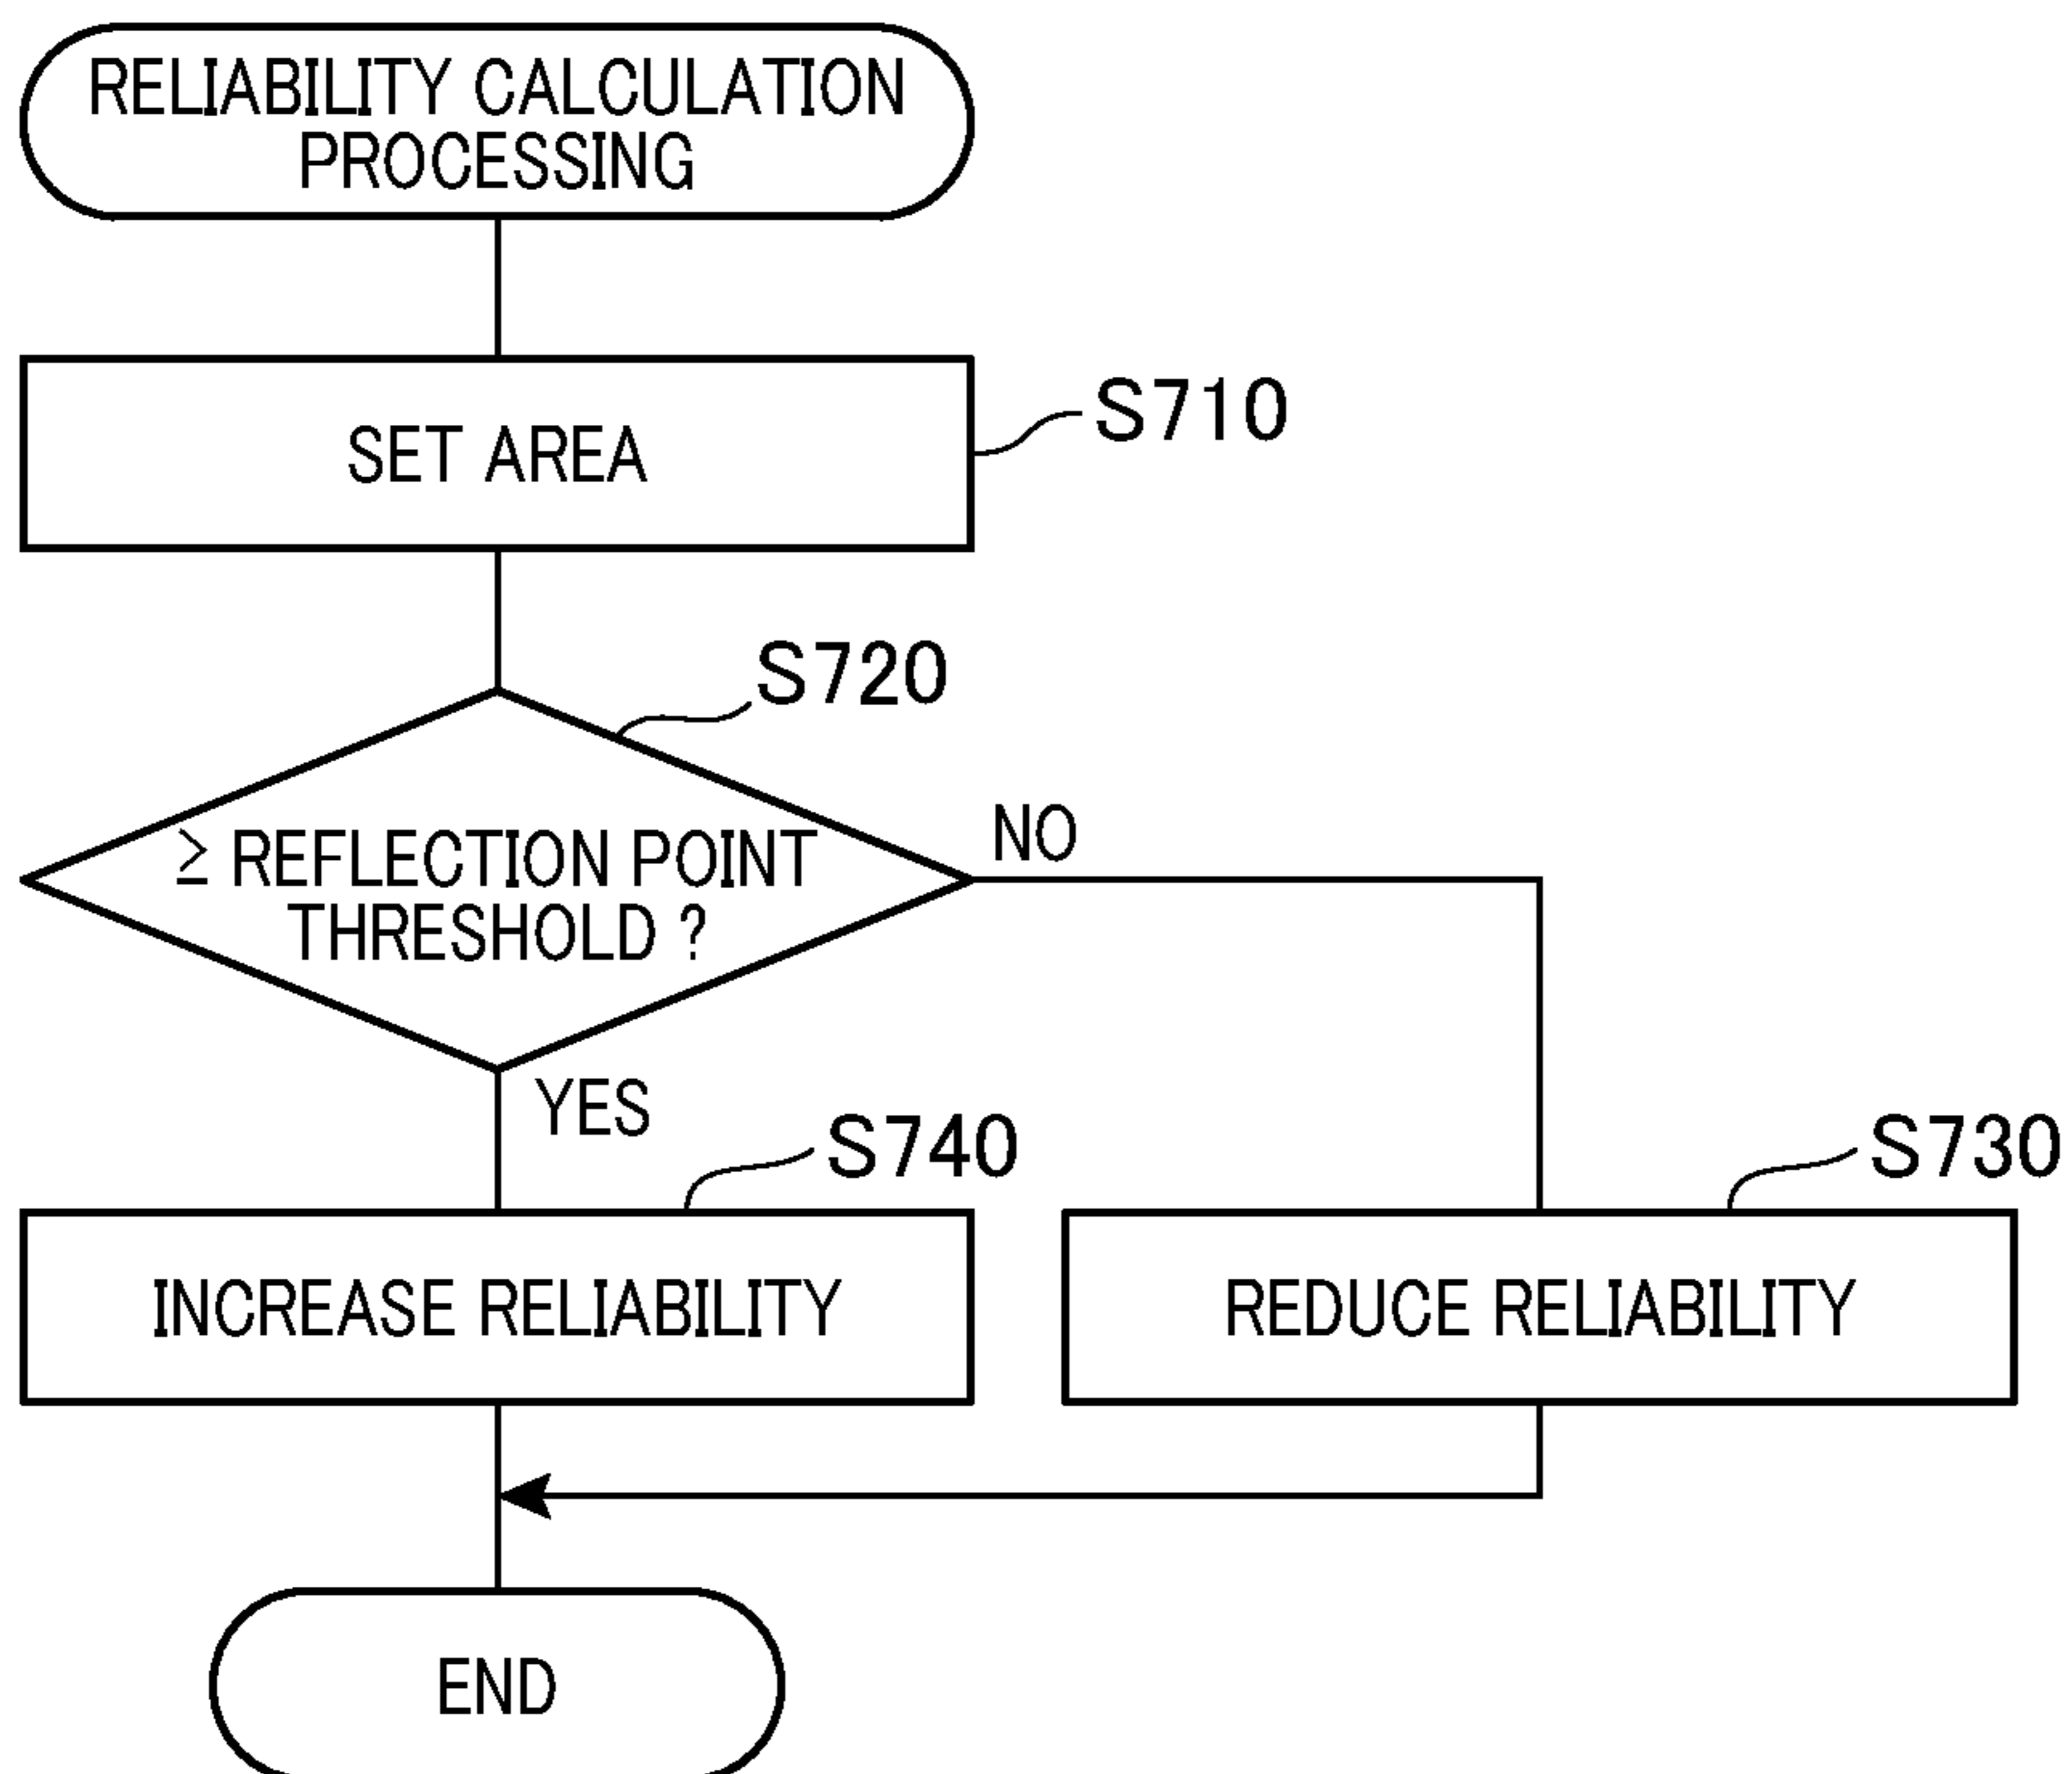 RELIABILITY CALCULATION
PROCESSING
SET AREA
S710
S720
≥ REFLECTION POINT
THRESHOLD ?
NO
YES
S740
S730
INCREASE RELIABILITY
REDUCE RELIABILITY
END